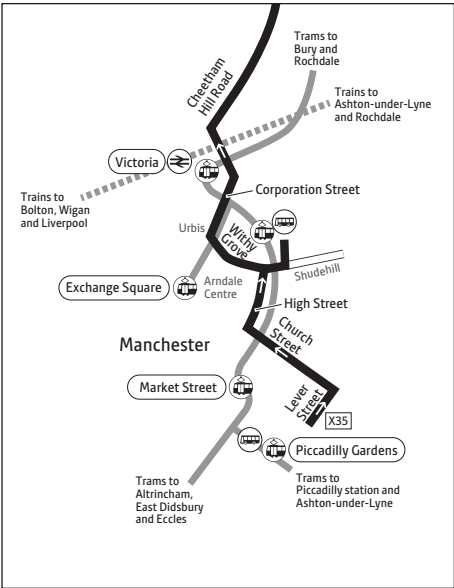 Trams to
Bury and
Rochdale
Cheetham
Hill Road
Trains to
Ashton-under-Lyne
and Rochdale
Victoria
Trains to
Bolton, Wigan
and Liverpool
Corporation Street
Urbis
Withy
Grove
Shudehill
Exchange Square
Arndale
Centre
High Street
Church
Street
Manchester
Market Street
Lever
Street
X35
Piccadilly Gardens
Trams to
Altrincham,
East Didsbury
and Eccles
Trams to
Piccadilly station and
Ashton-under-Lyne